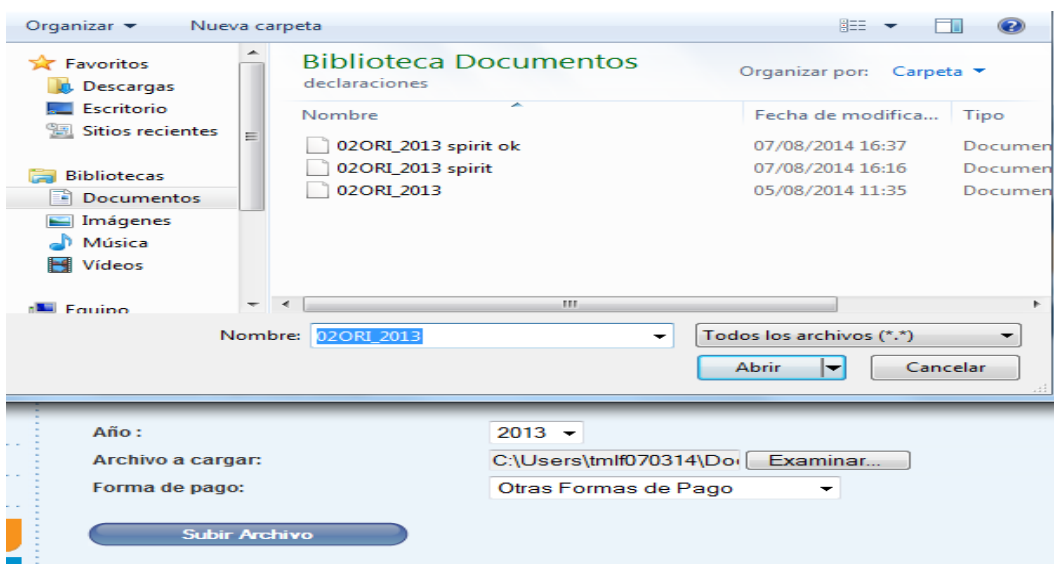 Organizar Nueva carpeta
Favoritos
Descargas
Escritorio
Sitios recientes
Bibliotecas
Documentos
Imágenes
Música
Vídeos
Equipo
Biblioteca Documentos
declaraciones
Organizar por: Carpeta
Nombre Fecha de modifica... Tipo
02ORI_2013 spirit ok 07/08/2014 16:37 Documen
02ORI_2013 spirit 07/08/2014 16:16 Documen
02ORI_2013 05/08/2014 11:35 Documen
Nombre: 02ORI_2013 Todos los archivos (*.*)
Abrir Cancelar
Año : 2013
Archivo a cargar: C:\Users\tmlf070314\Do Examinar...
Forma de pago: Otras Formas de Pago
Subir Archivo